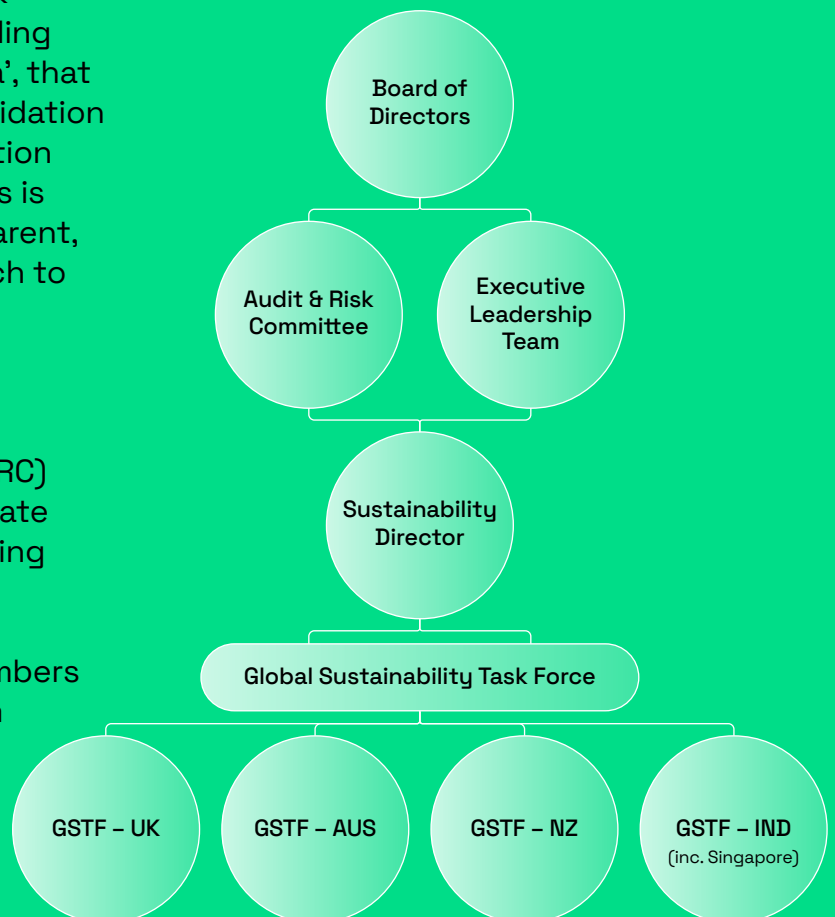 ling
a', that
idation
tion
s is
arent,
ch to
RC)
ate
ing
mbers
Board of
Directors
Audit & Risk
Committee
Executive
Leadership
Team
Sustainability
Director
Global Sustainability Task Force
GSTF – UK
GSTF – AUS
GSTF – NZ
GSTF – IND
(inc. Singapore)